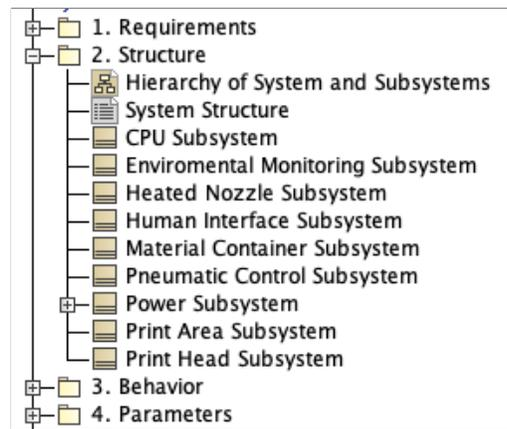 1. Requirements
2. Structure
Hierarchy of System and Subsystems
System Structure
CPU Subsystem
Enviromental Monitoring Subsystem
Heated Nozzle Subsystem
Human Interface Subsystem
Material Container Subsystem
Pneumatic Control Subsystem
Power Subsystem
Print Area Subsystem
Print Head Subsystem
3. Behavior
4. Parameters